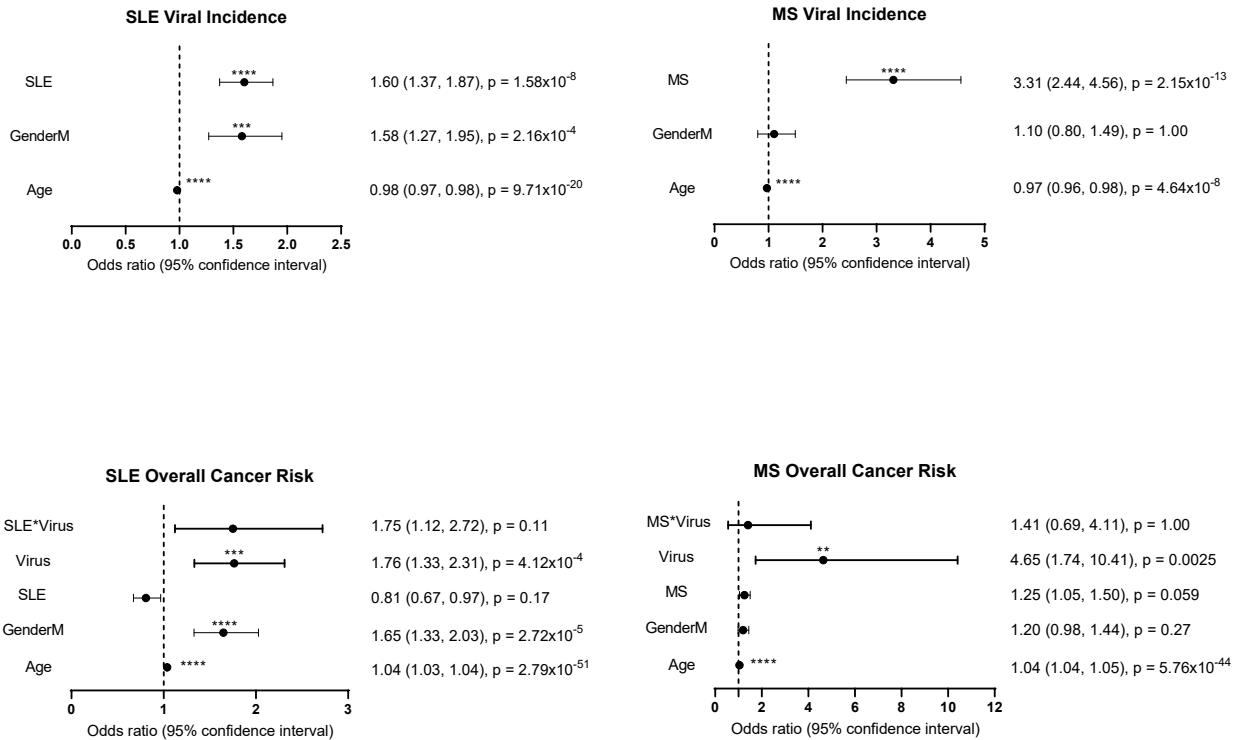 SLE Viral Incidence
SLE
****
1.60 (1.37, 1.87), p = 1.58x10⁻⁸
GenderM
***
1.58 (1.27, 1.95), p = 2.16x10⁻⁴
Age
****
0.98 (0.97, 0.98), p = 9.71x10⁻²⁰
0.0 0.5 1.0 1.5 2.0 2.5
Odds ratio (95% confidence interval)
MS Viral Incidence
MS
****
3.31 (2.44, 4.56), p = 2.15x10⁻¹³
GenderM
1.10 (0.80, 1.49), p = 1.00
Age
****
0.97 (0.96, 0.98), p = 4.64x10⁻⁸
0 1 2 3 4 5
Odds ratio (95% confidence interval)
SLE Overall Cancer Risk
SLE*Virus
1.75 (1.12, 2.72), p = 0.11
Virus
***
1.76 (1.33, 2.31), p = 4.12x10⁻⁴
SLE
0.81 (0.67, 0.97), p = 0.17
GenderM
****
1.65 (1.33, 2.03), p = 2.72x10⁻⁵
Age
****
1.04 (1.03, 1.04), p = 2.79x10⁻⁵¹
0 1 2 3
Odds ratio (95% confidence interval)
MS Overall Cancer Risk
MS*Virus
1.41 (0.69, 4.11), p = 1.00
Virus
**
4.65 (1.74, 10.41), p = 0.0025
MS
1.25 (1.05, 1.50), p = 0.059
GenderM
1.20 (0.98, 1.44), p = 0.27
Age
****
1.04 (1.04, 1.05), p = 5.76x10⁻⁴⁴
0 2 4 6 8 10 12
Odds ratio (95% confidence interval)